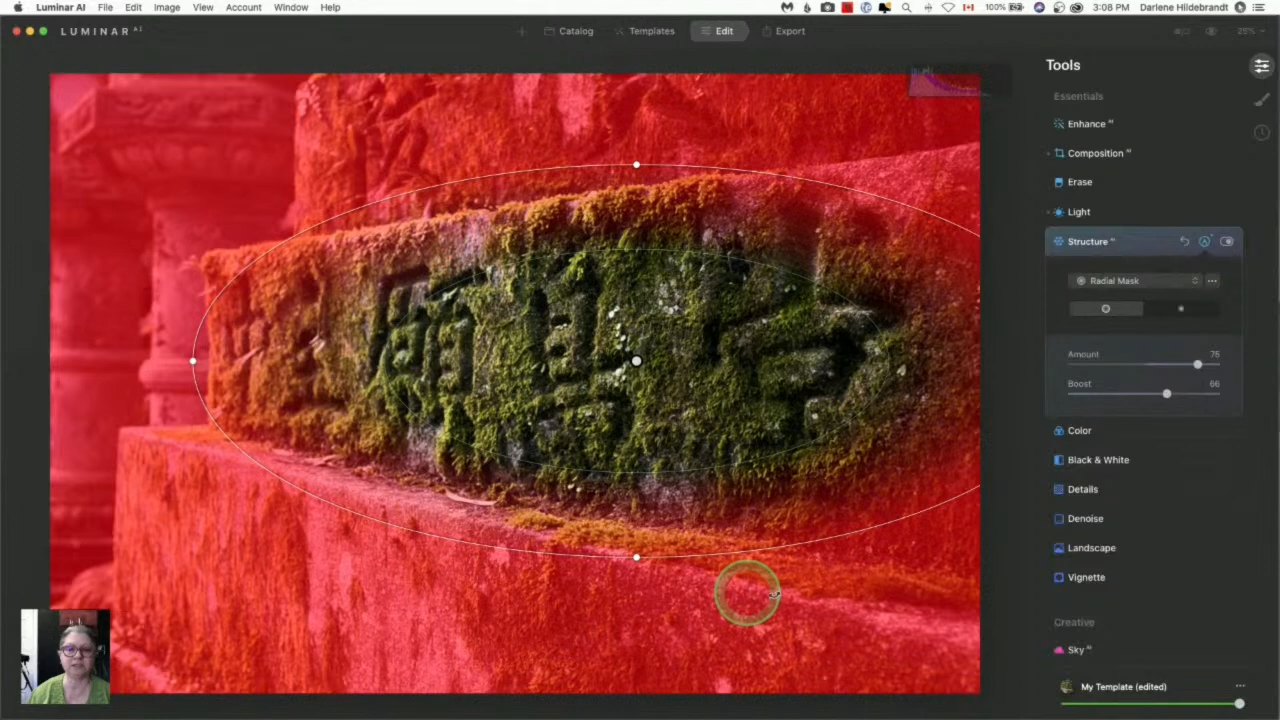 Luminar AI File Edit Image View Account Window Help 100% 3:08 PM Darlene Hildebrandt
LUMINAR AI Catalog Templates Edit Export 25%
Tools
Essentials
Enhance AI
Composition AI
Erase
Light
Structure AI
Radial Mask
Amount 75
Boost 66
Color
Black & White
Details
Denoise
Landscape
Vignette
Creative
Sky AI
My Template (edited)